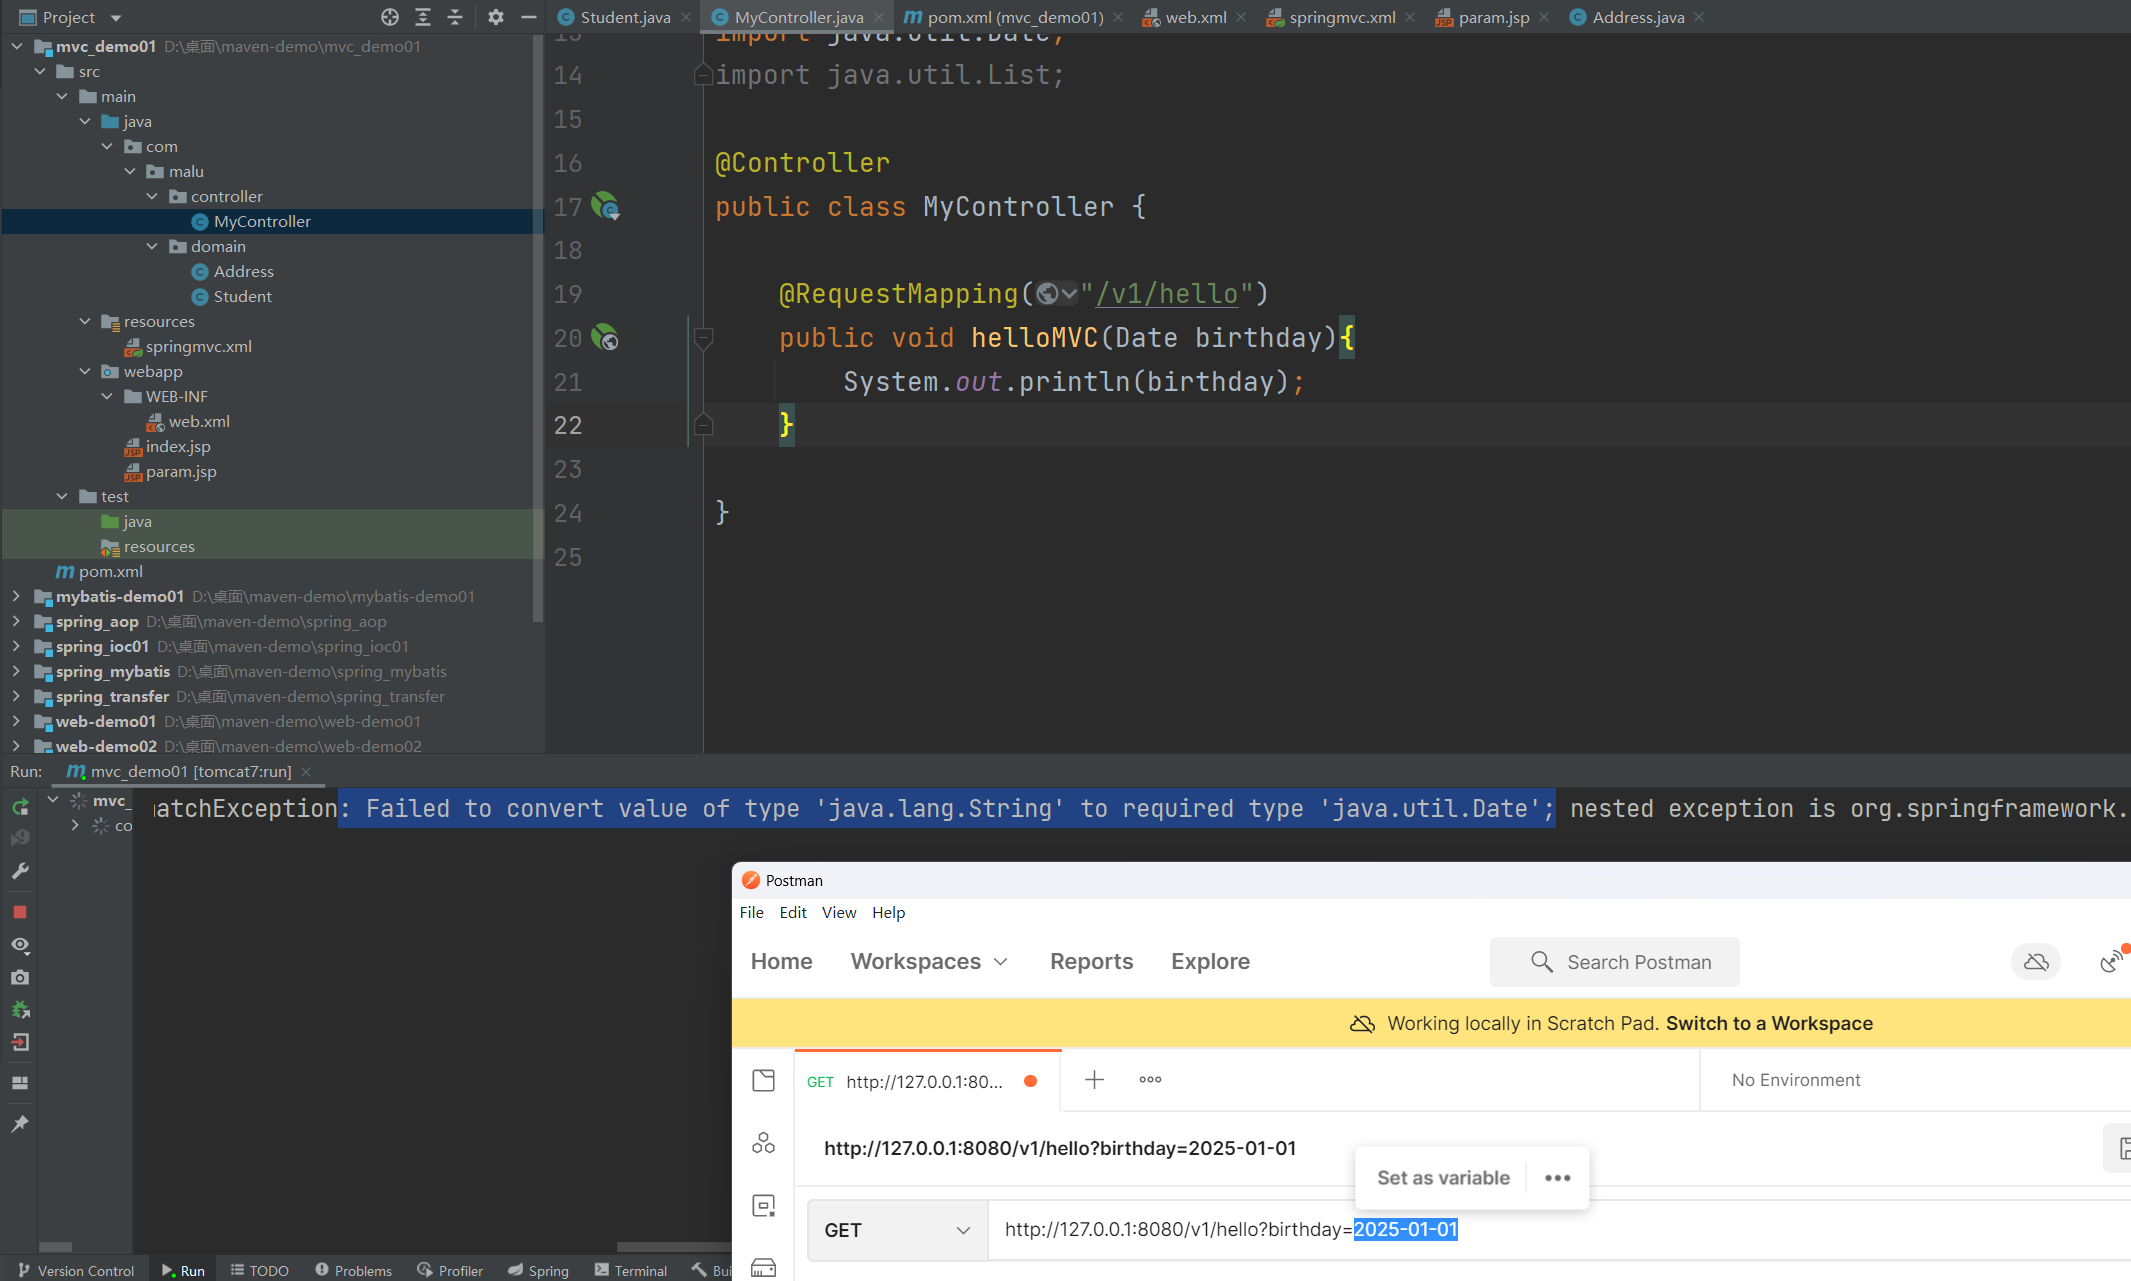 Project
Student.java
MyController.java
pom.xml (mvc_demo01)
web.xml
springmvc.xml
param.jsp
Address.java
mvc_demo01 D:\桌面\maven-demo\mvc_demo01
src
main
java
com
malu
controller
MyController
domain
Address
Student
resources
springmvc.xml
webapp
WEB-INF
web.xml
index.jsp
param.jsp
test
java
resources
pom.xml
mybatis-demo01 D:\桌面\maven-demo\mybatis-demo01
spring_aop D:\桌面\maven-demo\spring_aop
spring_ioc01 D:\桌面\maven-demo\spring_ioc01
spring_mybatis D:\桌面\maven-demo\spring_mybatis
spring_transfer D:\桌面\maven-demo\spring_transfer
web-demo01 D:\桌面\maven-demo\web-demo01
web-demo02 D:\桌面\maven-demo\web-demo02
13 import java.util.Date;
14 import java.util.List;
15
16 @Controller
17 public class MyController {
18
19 @RequestMapping("/v1/hello")
20 public void helloMVC(Date birthday){
21 System.out.println(birthday);
22 }
23
24 }
25
Run: mvc_demo01 [tomcat7:run]
mvc_
co
atchException: Failed to convert value of type 'java.lang.String' to required type 'java.util.Date'; nested exception is org.springframework.
Postman
File Edit View Help
Home Workspaces Reports Explore Search Postman
Working locally in Scratch Pad. Switch to a Workspace
GET http://127.0.0.1:80... No Environment
http://127.0.0.1:8080/v1/hello?birthday=2025-01-01
Set as variable
GET http://127.0.0.1:8080/v1/hello?birthday=2025-01-01
Version Control Run TODO Problems Profiler Spring Terminal Bui